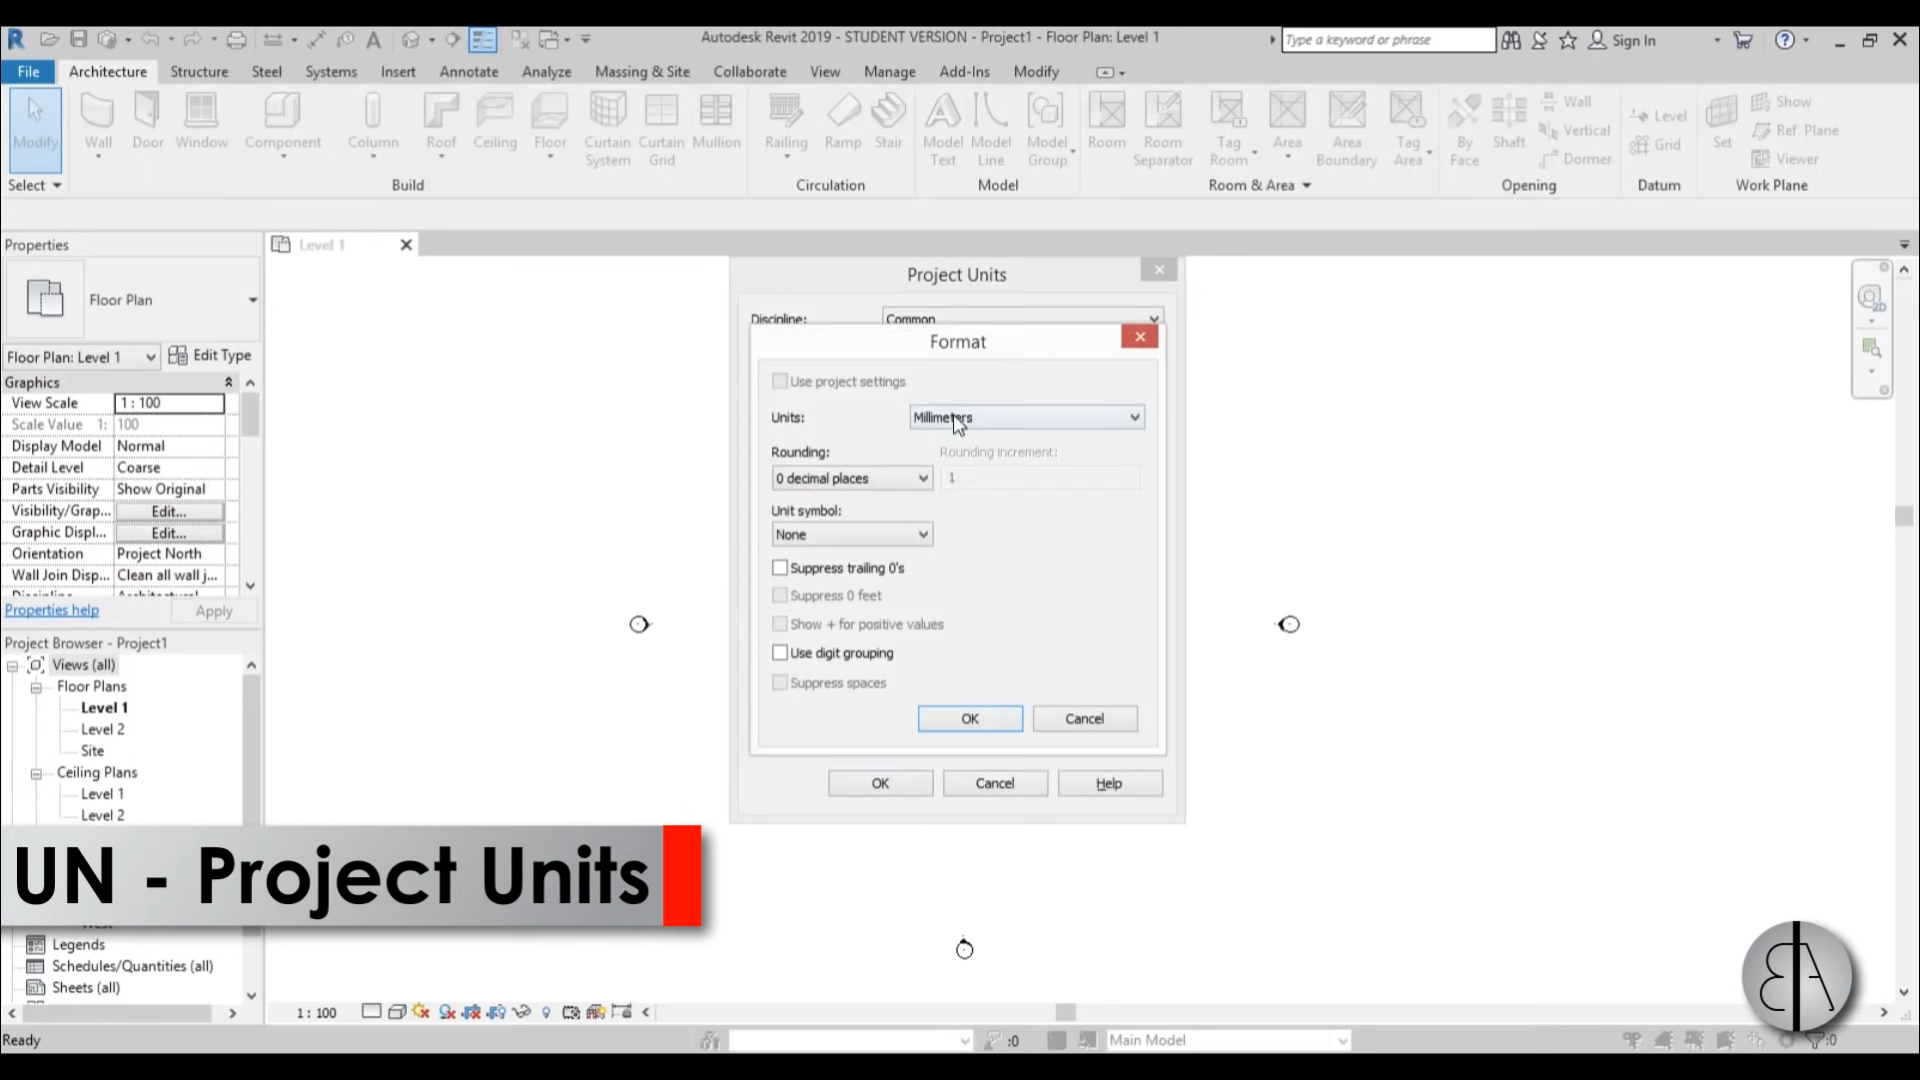 Autodesk Revit 2019 - STUDENT VERSION - Project1 - Floor Plan: Level 1
Type a keyword or phrase
Sign In
File Architecture Structure Steel Systems Insert Annotate Analyze Massing & Site Collaborate View Manage Add-Ins Modify
Modify Wall Door Window Component Column Roof Ceiling Floor Curtain System Curtain Grid Mullion Railing Ramp Stair Model Text Model Line Model Group Room Room Separator Tag Room Area Area Boundary Tag Area By Face Shaft Wall Vertical Dormer Level Grid Set Show Ref Plane Viewer
Select Build Circulation Model Room & Area Opening Datum Work Plane
Properties
Level 1
Floor Plan
Floor Plan: Level 1 Edit Type
Graphics
View Scale 1 : 100
Scale Value 1: 100
Display Model Normal
Detail Level Coarse
Parts Visibility Show Original
Visibility/Grap... Edit...
Graphic Displ... Edit...
Orientation Project North
Wall Join Disp... Clean all wall j...
Discipline Architectural
Properties help Apply
Project Browser - Project1
Views (all)
Floor Plans
Level 1
Level 2
Site
Ceiling Plans
Level 1
Level 2
Legends
Schedules/Quantities (all)
Sheets (all)
Project Units
Discipline: Common
Format
Use project settings
Units: Millimeters
Rounding: Rounding increment:
0 decimal places 1
Unit symbol:
None
Suppress trailing 0's
Suppress 0 feet
Show + for positive values
Use digit grouping
Suppress spaces
OK Cancel
OK Cancel Help
UN - Project Units
1 : 100
Ready
:0
Main Model
:0